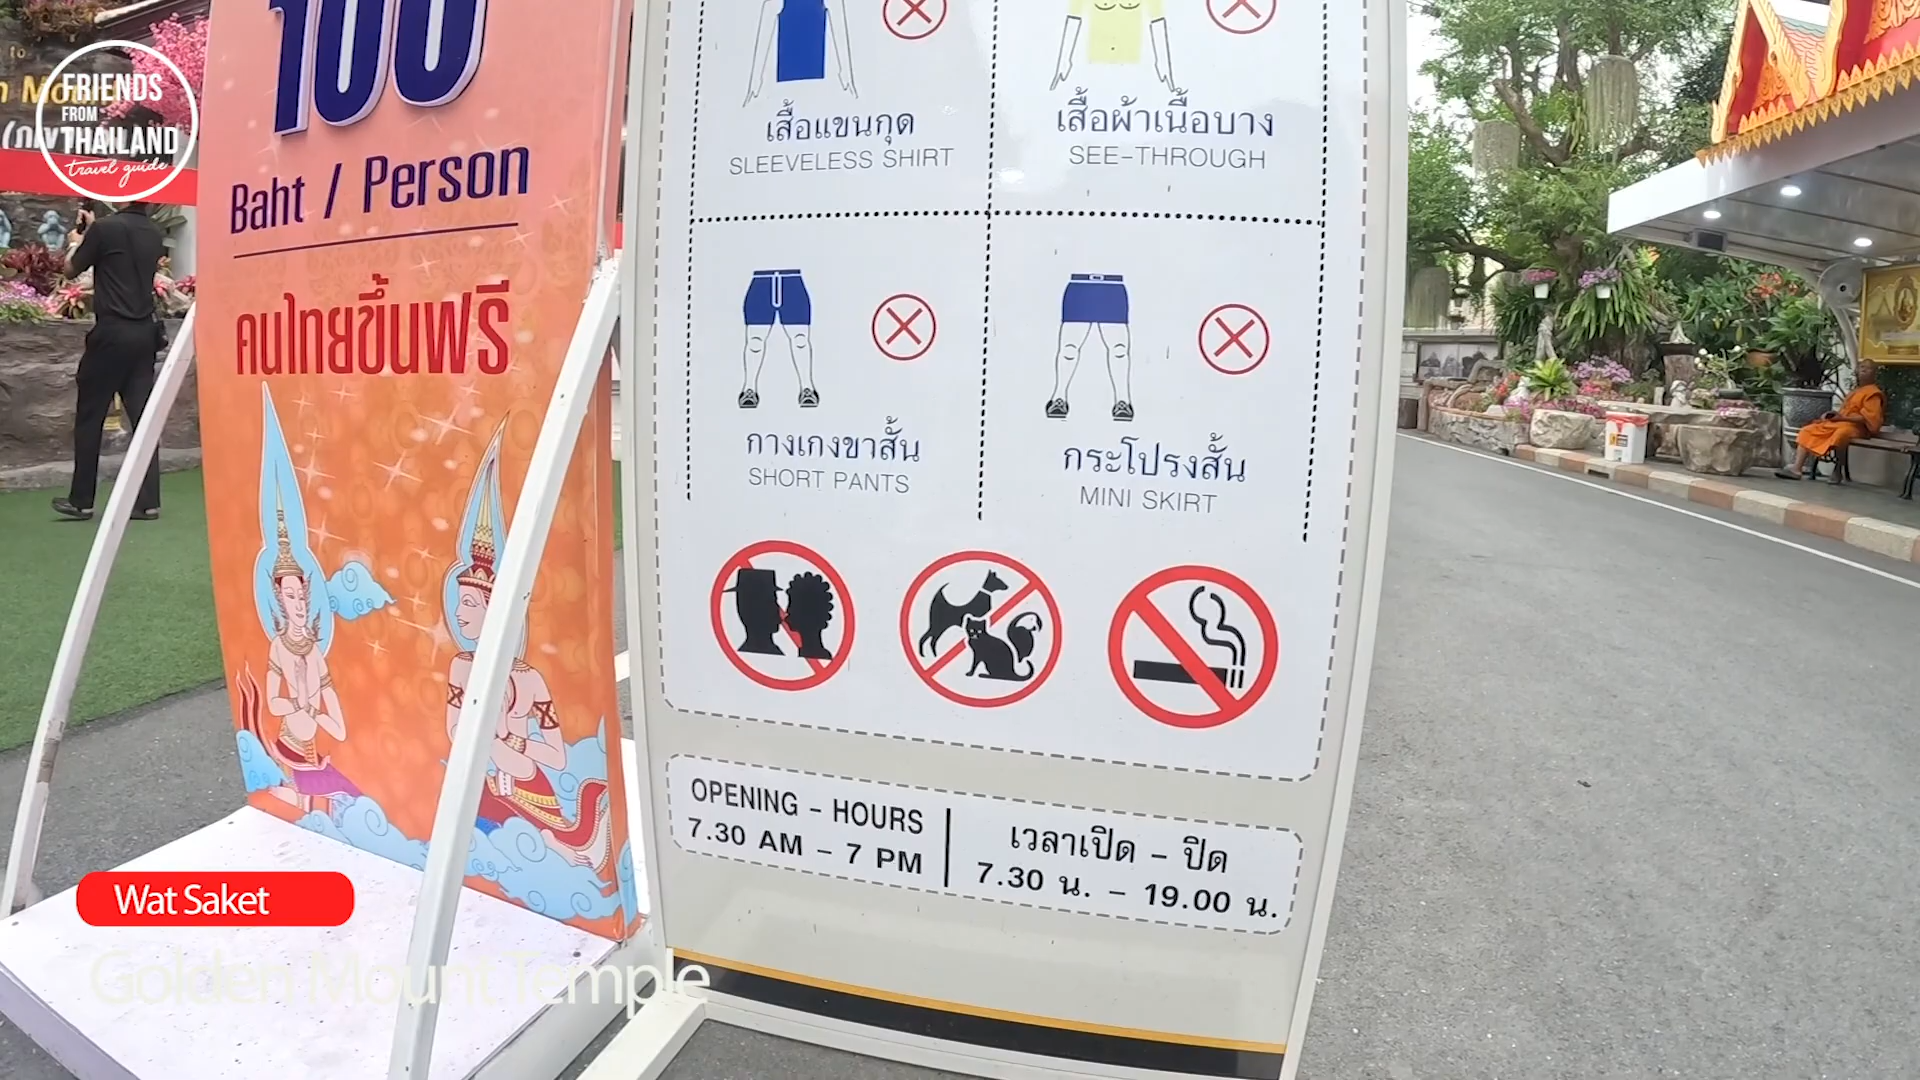 FRIENDS
FROM
THAILAND
travel guide
100
Baht / Person
คนไทยขึ้นฟรี
เสื้อแขนกุด
SLEEVELESS SHIRT
เสื้อผ้าเนื้อบาง
SEE-THROUGH
กางเกงขาสั้น
SHORT PANTS
กระโปรงสั้น
MINI SKIRT
OPENING - HOURS
7.30 AM - 7 PM
เวลาเปิด - ปิด
7.30 น. - 19.00 น.
Wat Saket
Golden Mount Temple